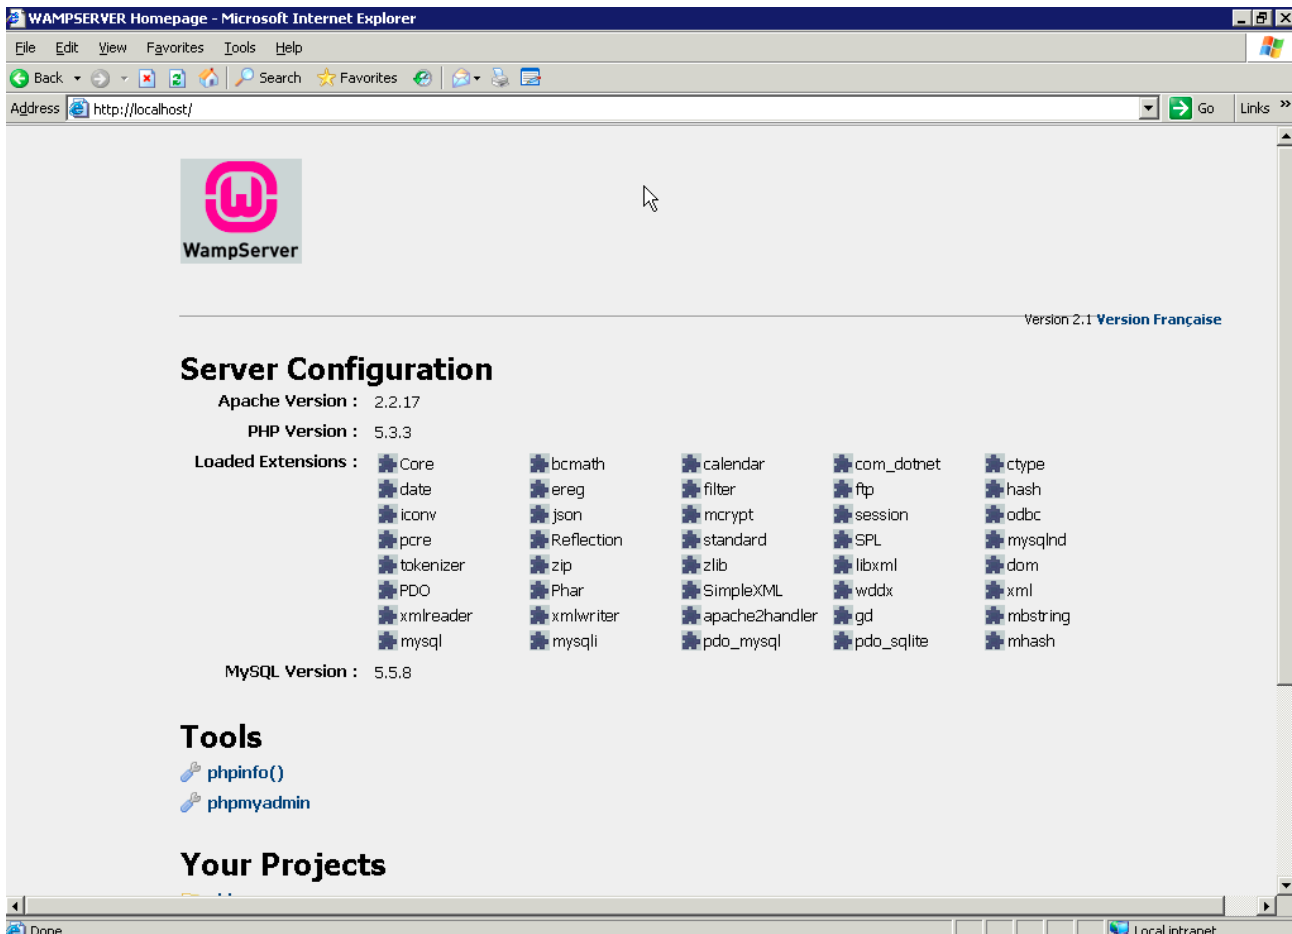 WAMPSERVER Homepage - Microsoft Internet Explorer
File Edit View Favorites Tools Help
Back Search Favorites
Address http://localhost/ Go Links »
WampServer
Version 2.1 Version Française
Server Configuration
Apache Version : 2.2.17
PHP Version : 5.3.3
Loaded Extensions : Core bcmath calendar com_dotnet ctype
date ereg filter ftp hash
iconv json mcrypt session odbc
pcre Reflection standard SPL mysqlnd
tokenizer zip zlib libxml dom
PDO Phar SimpleXML wddx xml
xmlreader xmlwriter apache2handler gd mbstring
mysql mysqli pdo_mysql pdo_sqlite mhash
MySQL Version : 5.5.8
Tools
phpinfo()
phpmyadmin
Your Projects
Done Local intranet